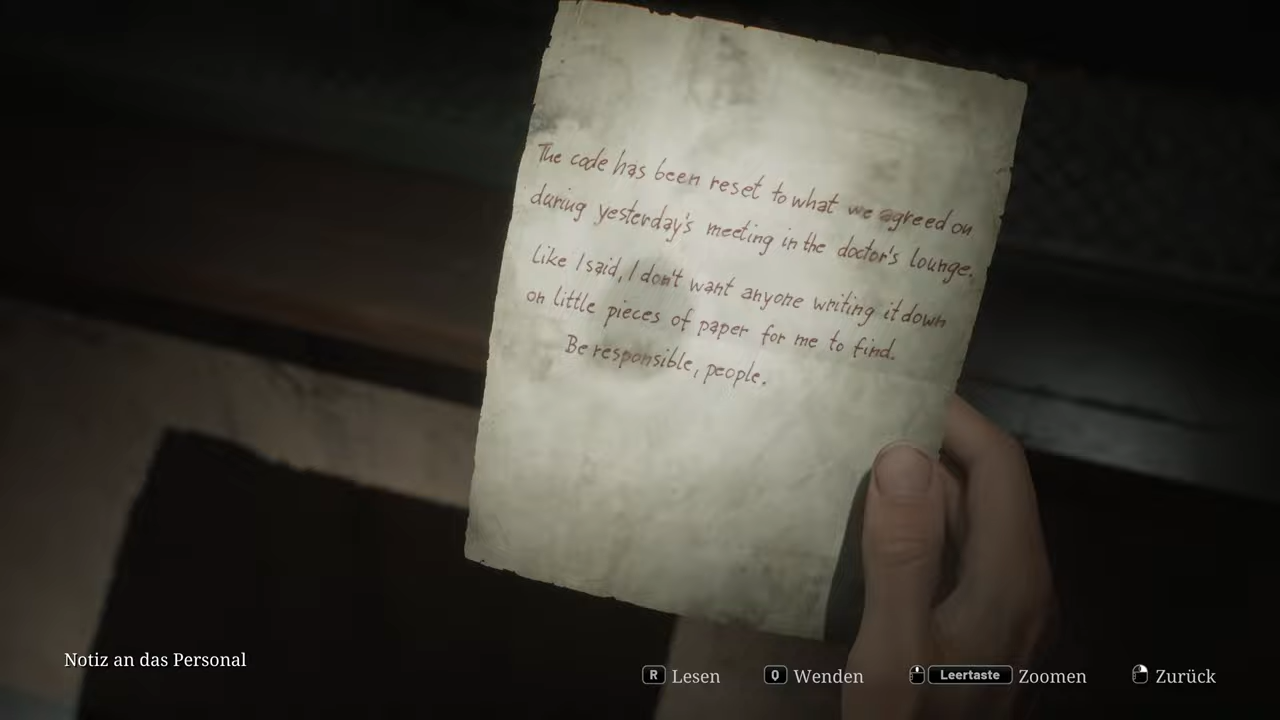 The code has been reset to what we agreed on
during yesterday's meeting in the doctor's lounge.
Like I said, I don't want anyone writing it down
on little pieces of paper for me to find.
Be responsible, people.
Notiz an das Personal
R Lesen Q Wenden Leertaste Zoomen Zurück